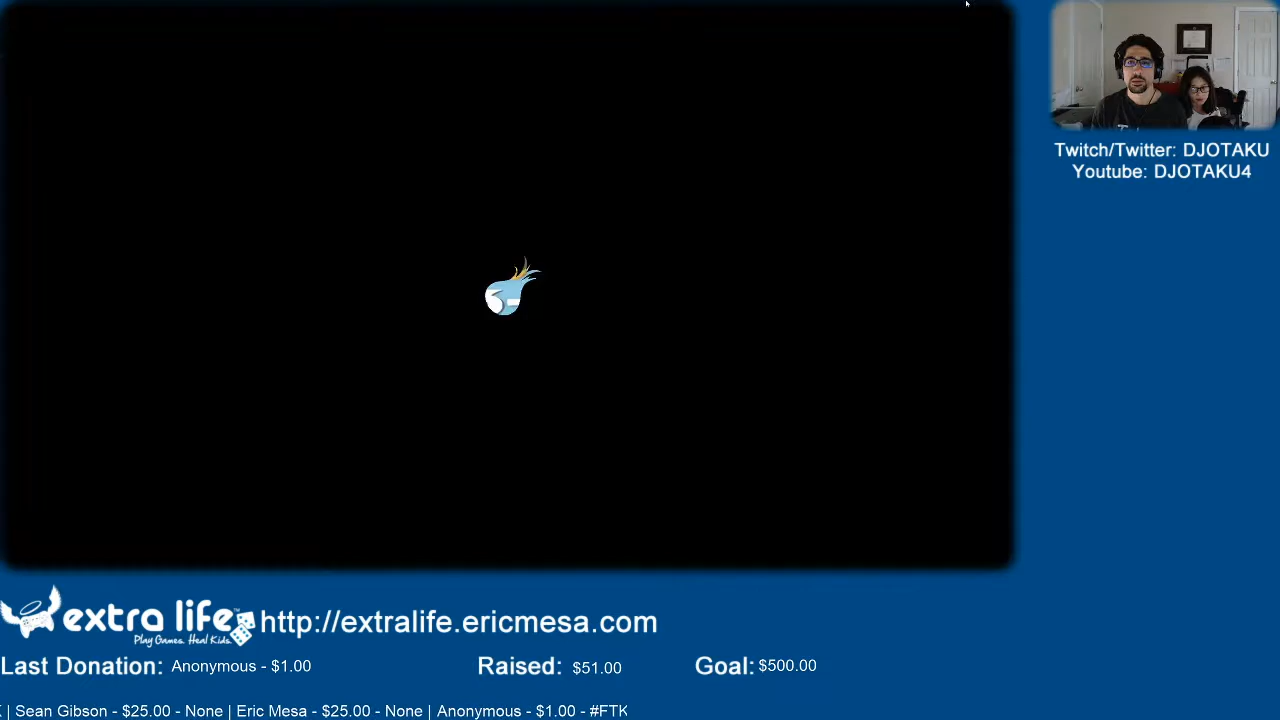 Twitch/Twitter: DJOTAKU
Youtube: DJOTAKU4
extra life
Play Games. Heal Kids.
http://extralife.ericmesa.com
Last Donation: Anonymous - $1.00
Raised: $51.00
Goal: $500.00
| Sean Gibson - $25.00 - None | Eric Mesa - $25.00 - None | Anonymous - $1.00 - #FTK